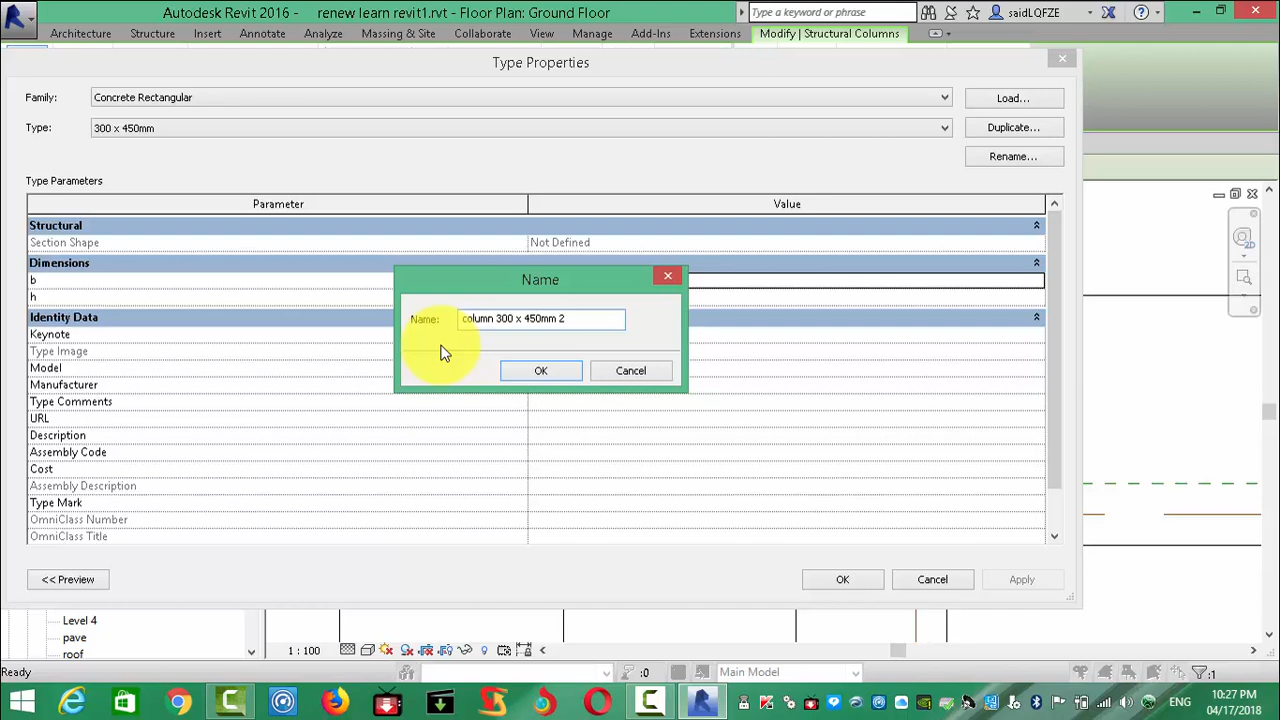 Autodesk Revit 2016 - renew learn revit1.rvt - Floor Plan: Ground Floor
Type a keyword or phrase
saidLQFZE
Architecture Structure Insert Annotate Analyze Massing & Site Collaborate View Manage Add-Ins Extensions Modify | Structural Columns
Type Properties
Family: Concrete Rectangular Load...
Type: 300 x 450mm Duplicate...
Rename...
Type Parameters
Parameter Value
Structural
Section Shape Not Defined
Dimensions
b
h
Identity Data
Keynote
Type Image
Model
Manufacturer
Type Comments
URL
Description
Assembly Code
Cost
Assembly Description
Type Mark
OmniClass Number
OmniClass Title
Name
Name: column 300 x 450mm 2
OK Cancel
<< Preview OK Cancel Apply
2D
Level 4
pave
roof
1 : 100
Ready :0 Main Model :1
ENG 10:27 PM
04/17/2018